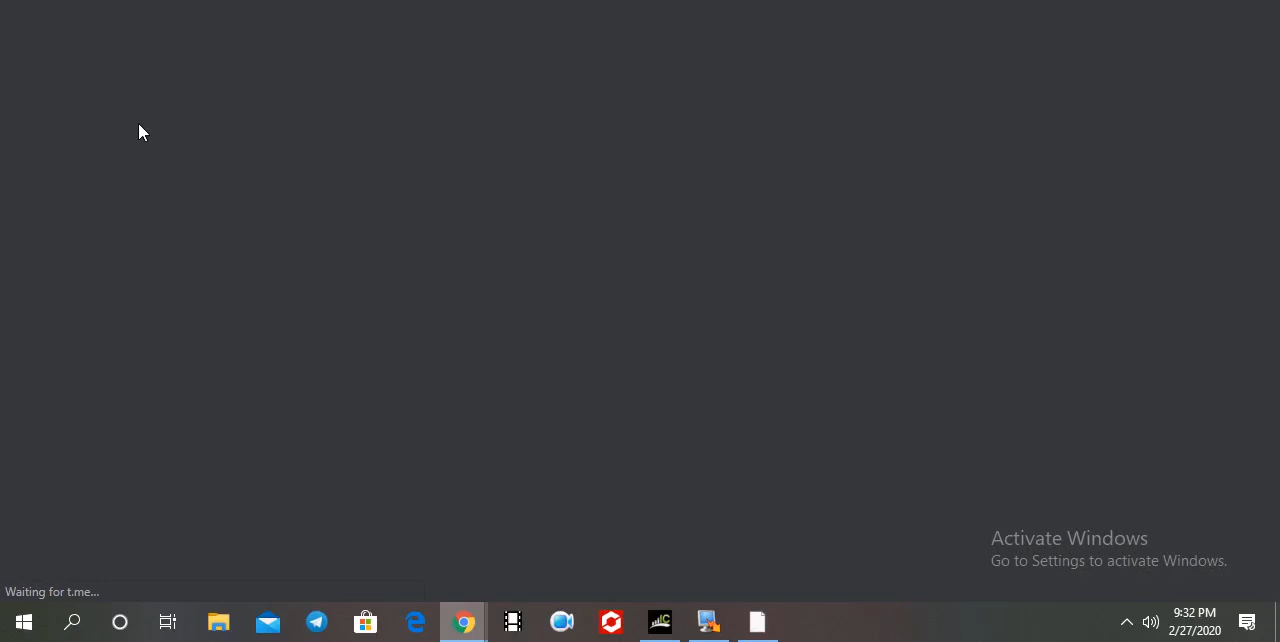 Activate Windows
Go to Settings to activate Windows.
Waiting for t.me...
9:32 PM
2/27/2020